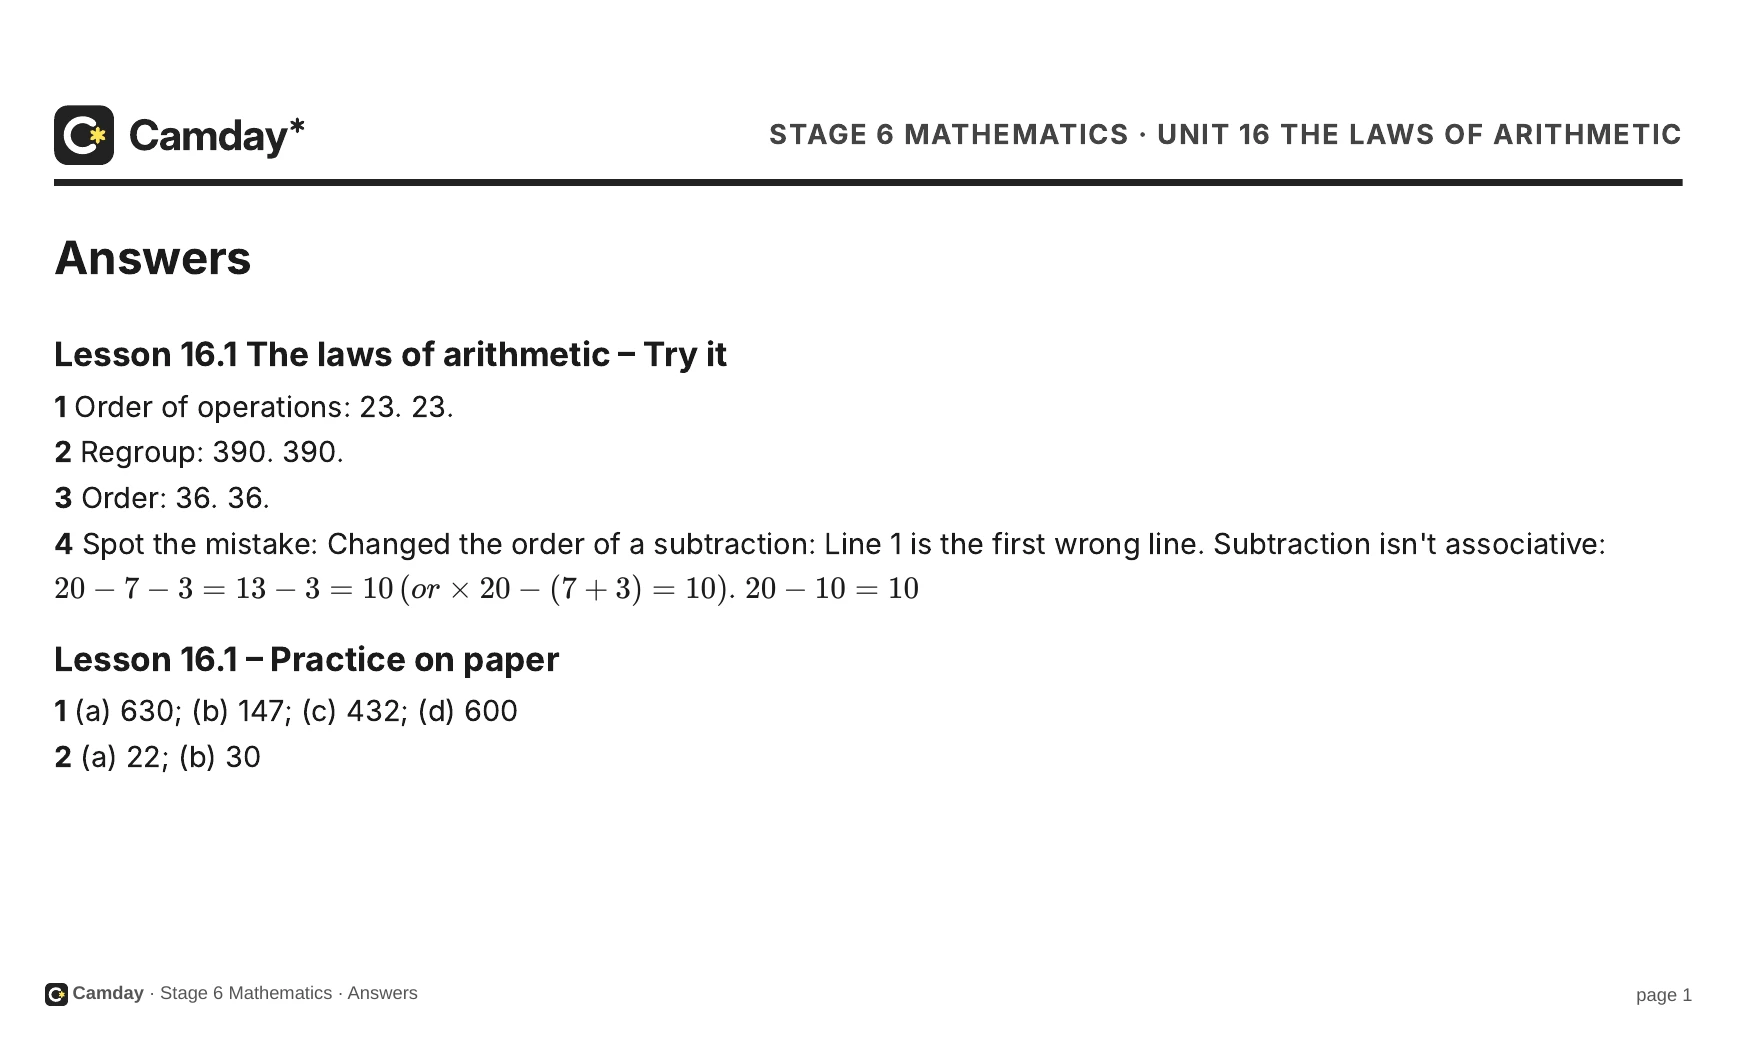 Camday*
STAGE 6 MATHEMATICS · UNIT 16 THE LAWS OF ARITHMETIC
Answers
Lesson 16.1 The laws of arithmetic – Try it
1 Order of operations: 23. 23.
2 Regroup: 390. 390.
3 Order: 36. 36.
4 Spot the mistake: Changed the order of a subtraction: Line 1 is the first wrong line. Subtraction isn't associative:
20 − 7 − 3 = 13 − 3 = 10 (or × 20 − (7 + 3) = 10). 20 − 10 = 10
Lesson 16.1 – Practice on paper
1 (a) 630; (b) 147; (c) 432; (d) 600
2 (a) 22; (b) 30
Camday · Stage 6 Mathematics · Answers
page 1